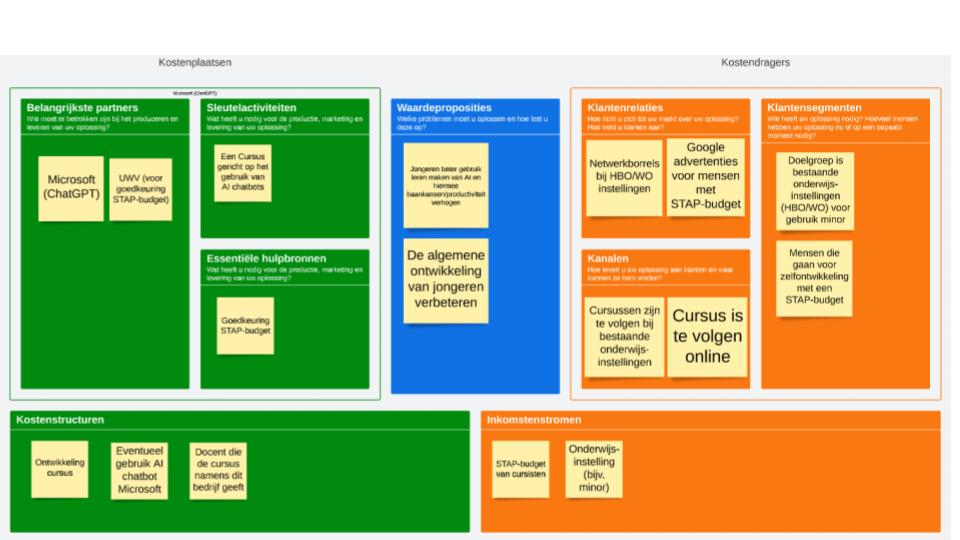 Kostenplaatsen
Kostendragers
Microsoft (ChatGPT)
Belangrijkste partners
Wie moet er betrokken zijn bij het produceren en
leveren van uw oplossing?
Microsoft
(ChatGPT)
UWV (voor
goedkeuring
STAP-budget)
Sleutelactiviteiten
Wat heeft u nodig voor de productie, marketing en
levering van uw oplossing?
Een Cursus
gericht op het
gebruik van
AI chatbots
Essentiële hulpbronnen
Wat heeft u nodig voor de productie, marketing en
levering van uw oplossing?
Goedkeuring
STAP-budget
Waardeproposities
Welke problemen moet u oplossen en hoe lost u
deze op?
Jongeren beter gebruik
leren maken van AI en
hiermee
baankansen/productiviteit
verhogen
De algemene
ontwikkeling
van jongeren
verbeteren
Klantenrelaties
Hoe richt u zich tot uw markt over uw oplossing?
Hoe trekt u klanten aan?
Netwerkborrels
bij HBO/WO
instellingen
Google
advertenties
voor mensen
met
STAP-budget
Kanalen
Hoe levert u uw oplossing aan klanten en waar
kunnen ze hem vinden?
Cursussen zijn
te volgen bij
bestaande
onderwijs-
instellingen
Cursus is
te volgen
online
Klantensegmenten
Wie heeft uw oplossing nodig? Hoeveel mensen
hebben uw oplossing nu of op een bepaald
moment nodig?
Doelgroep is
bestaande
onderwijs-
instellingen
(HBO/WO) voor
gebruik minor
Mensen die
gaan voor
zelfontwikkeling
met een
STAP-budget
Kostenstructuren
Ontwikkeling
cursus
Eventueel
gebruik AI
chatbot
Microsoft
Docent die
de cursus
namens dit
bedrijf geeft
Inkomstenstromen
STAP-budget
van cursisten
Onderwijs-
instelling
(bijv.
minor)